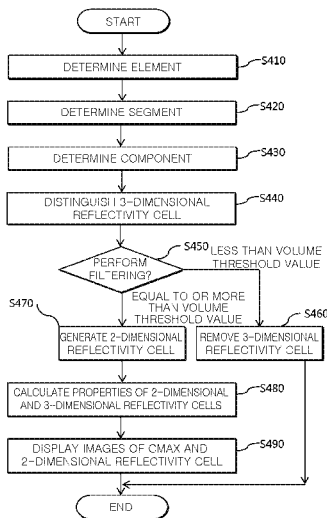 START
DETERMINE ELEMENT
S410
DETERMINE SEGMENT
S420
DETERMINE COMPONENT
S430
DISTINGUISH 3-DIMENSIONAL
REFLECTIVITY CELL
S440
PERFORM
FILTERING?
S450
LESS THAN VOLUME
THRESHOLD VALUE
EQUAL TO OR MORE
THAN VOLUME
THRESHOLD VALUE
S470
GENERATE 2-DIMENSIONAL
REFLECTIVITY CELL
S460
REMOVE 3-DIMENSIONAL
REFLECTIVITY CELL
CALCULATE PROPERTIES OF 2-DIMENSIONAL
AND 3-DIMENSIONAL REFLECTIVITY CELLS
S480
DISPLAY IMAGES OF CMAX AND
2-DIMENSIONAL REFLECTIVITY CELL
S490
END